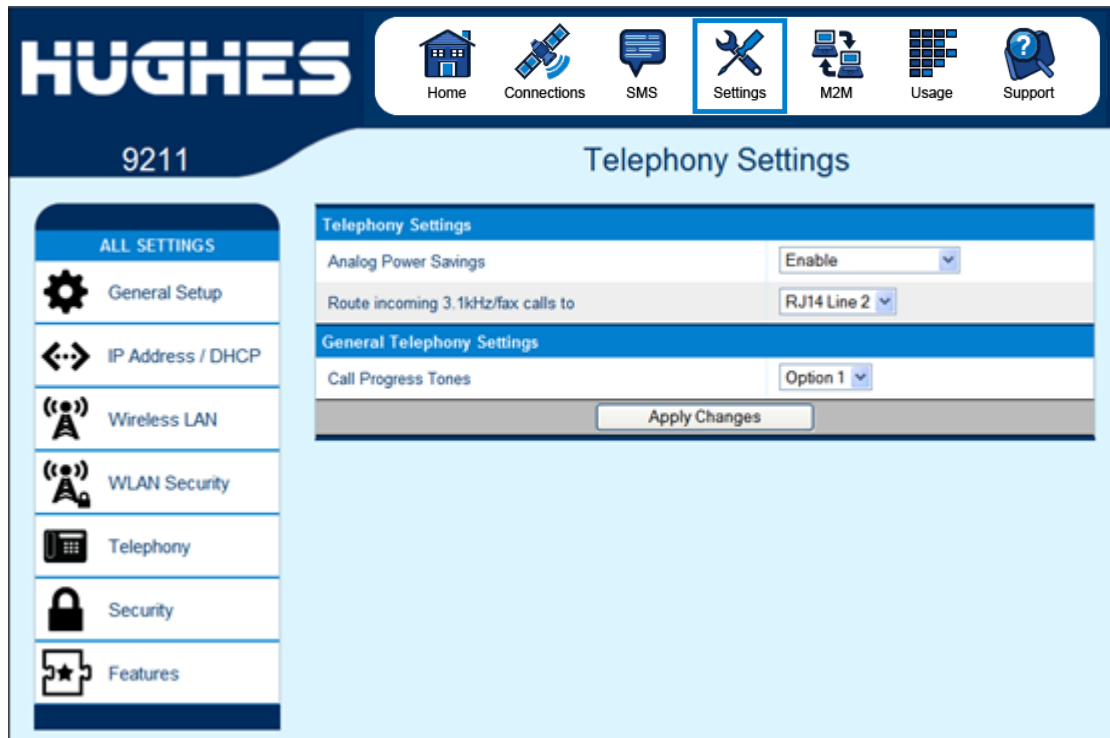 HUGHES
Home Connections SMS Settings M2M Usage Support
9211
Telephony Settings
ALL SETTINGS
General Setup
IP Address / DHCP
Wireless LAN
WLAN Security
Telephony
Security
Features
Telephony Settings
Analog Power Savings Enable
Route incoming 3.1kHz/fax calls to RJ14 Line 2
General Telephony Settings
Call Progress Tones Option 1
Apply Changes